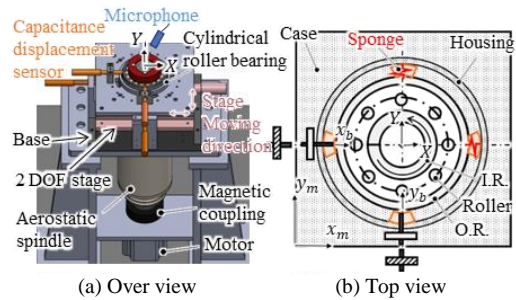 Microphone
Capacitance
displacement
sensor
Y
X
Cylindrical
roller bearing
Stage
Moving
direction
Base
2 DOF stage
Aerostatic
spindle
Magnetic
coupling
Motor
(a) Over view
Case
Sponge
Housing
x_b
Y
X
y_m
y_b
I.R.
Roller
O.R.
x_m
(b) Top view